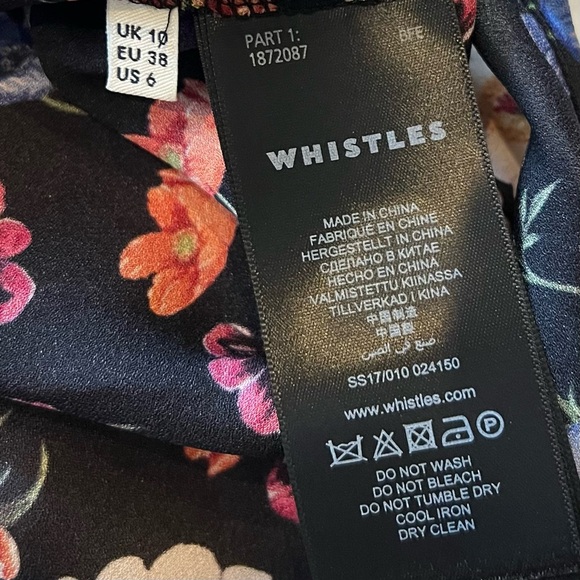 UK 10
EU 38
US 6
PART 1:
1872087
BFE
WHISTLES
MADE IN CHINA
FABRIQUÉ EN CHINE
HERGESTELLT IN CHINA
СДЕЛАНО В КИТАЕ
HECHO EN CHINA
VALMISTETTU KIINASSA
TILLVERKAD I KINA
中国制造
中國製造
صنع في الصين
SS17/010 024150
www.whistles.com
P
DO NOT WASH
DO NOT BLEACH
DO NOT TUMBLE DRY
COOL IRON
DRY CLEAN